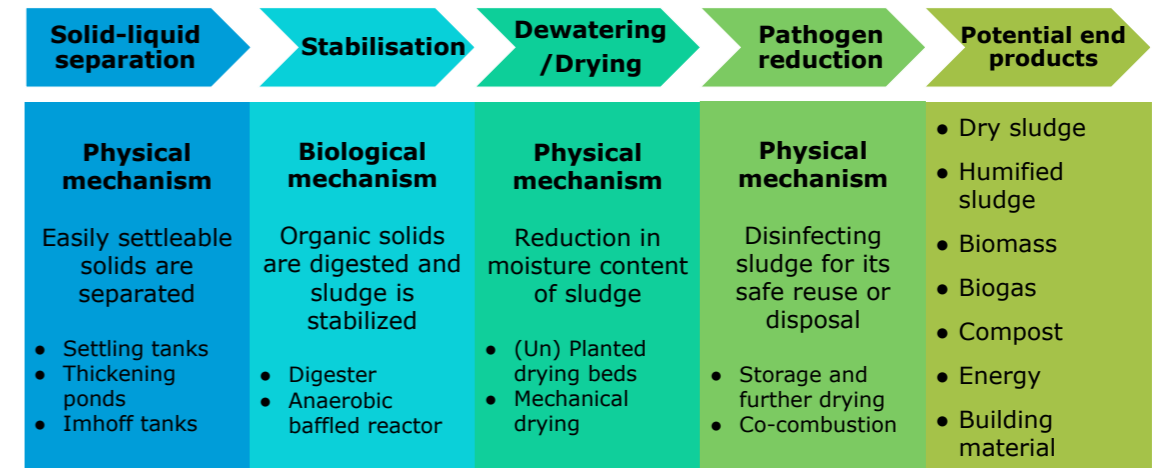 Solid-liquid
separation
Stabilisation
Dewatering
/Drying
Pathogen
reduction
Potential end
products
Physical
mechanism
Easily settleable
solids are
separated
● Settling tanks
● Thickening
ponds
● Imhoff tanks
Biological
mechanism
Organic solids
are digested and
sludge is
stabilized
● Digester
● Anaerobic
baffled reactor
Physical
mechanism
Reduction in
moisture content
of sludge
● (Un) Planted
drying beds
● Mechanical
drying
Physical
mechanism
Disinfecting
sludge for its
safe reuse or
disposal
● Storage and
further drying
● Co-combustion
● Dry sludge
● Humified
sludge
● Biomass
● Biogas
● Compost
● Energy
● Building
material